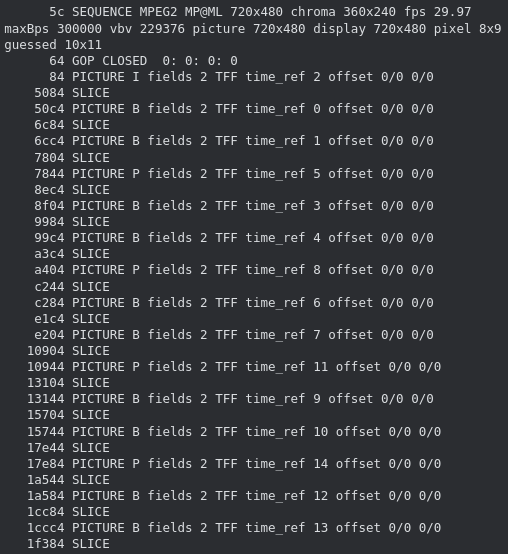 5c SEQUENCE MPEG2 MP@ML 720x480 chroma 360x240 fps 29.97
maxBps 300000 vbv 229376 picture 720x480 display 720x480 pixel 8x9
guessed 10x11
64 GOP CLOSED  0: 0: 0: 0
84 PICTURE I fields 2 TFF time_ref 2 offset 0/0 0/0
5084 SLICE
50c4 PICTURE B fields 2 TFF time_ref 0 offset 0/0 0/0
6c84 SLICE
6cc4 PICTURE B fields 2 TFF time_ref 1 offset 0/0 0/0
7804 SLICE
7844 PICTURE P fields 2 TFF time_ref 5 offset 0/0 0/0
8ec4 SLICE
8f04 PICTURE B fields 2 TFF time_ref 3 offset 0/0 0/0
9984 SLICE
99c4 PICTURE B fields 2 TFF time_ref 4 offset 0/0 0/0
a3c4 SLICE
a404 PICTURE P fields 2 TFF time_ref 8 offset 0/0 0/0
c244 SLICE
c284 PICTURE B fields 2 TFF time_ref 6 offset 0/0 0/0
e1c4 SLICE
e204 PICTURE B fields 2 TFF time_ref 7 offset 0/0 0/0
10904 SLICE
10944 PICTURE P fields 2 TFF time_ref 11 offset 0/0 0/0
13104 SLICE
13144 PICTURE B fields 2 TFF time_ref 9 offset 0/0 0/0
15704 SLICE
15744 PICTURE B fields 2 TFF time_ref 10 offset 0/0 0/0
17e44 SLICE
17e84 PICTURE P fields 2 TFF time_ref 14 offset 0/0 0/0
1a544 SLICE
1a584 PICTURE B fields 2 TFF time_ref 12 offset 0/0 0/0
1cc84 SLICE
1ccc4 PICTURE B fields 2 TFF time_ref 13 offset 0/0 0/0
1f384 SLICE